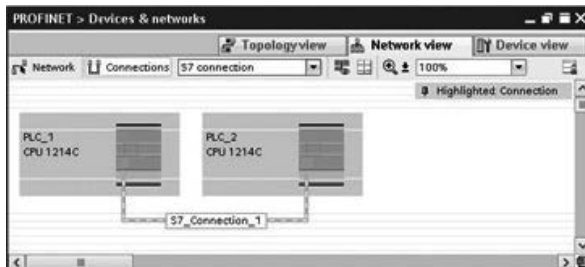 PROFINET > Devices & networks
Topology view Network view Device view
Network Connections S7 connection 100%
Highlighted: Connection
PLC_1
CPU 1214C
PLC_2
CPU 1214C
S7_Connection_1